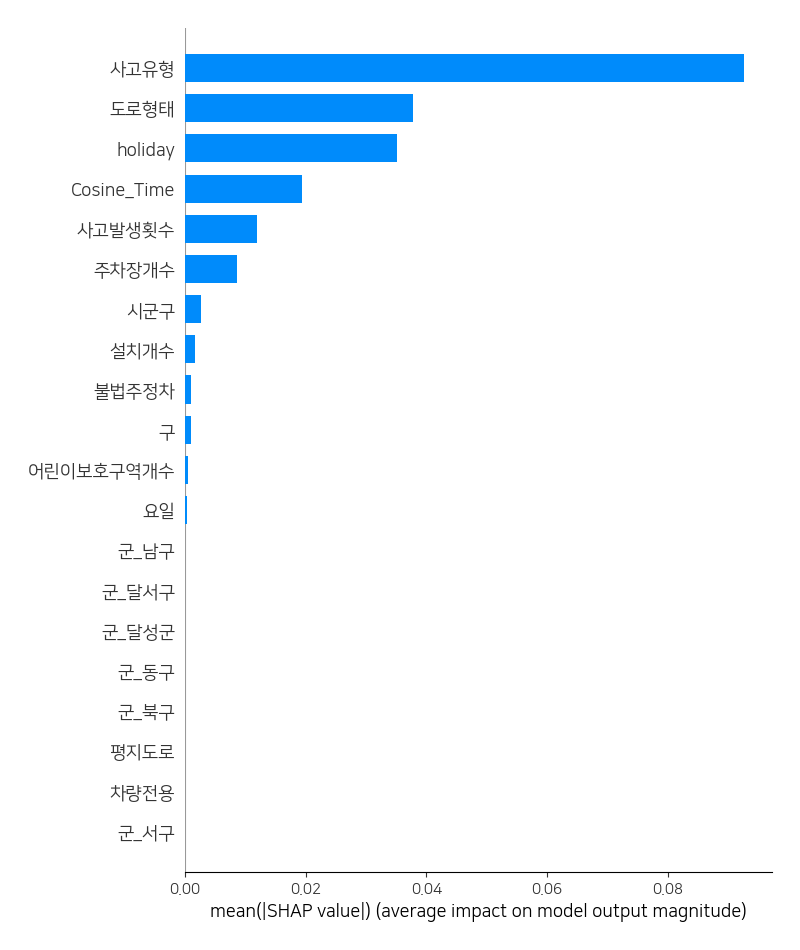 사고유형
도로형태
holiday
Cosine_Time
사고발생횟수
주차장개수
시군구
설치개수
불법주정차
구
어린이보호구역개수
요일
군_남구
군_달서구
군_달성군
군_동구
군_북구
평지도로
차량전용
군_서구
0.00 0.02 0.04 0.06 0.08
mean(|SHAP value|) (average impact on model output magnitude)